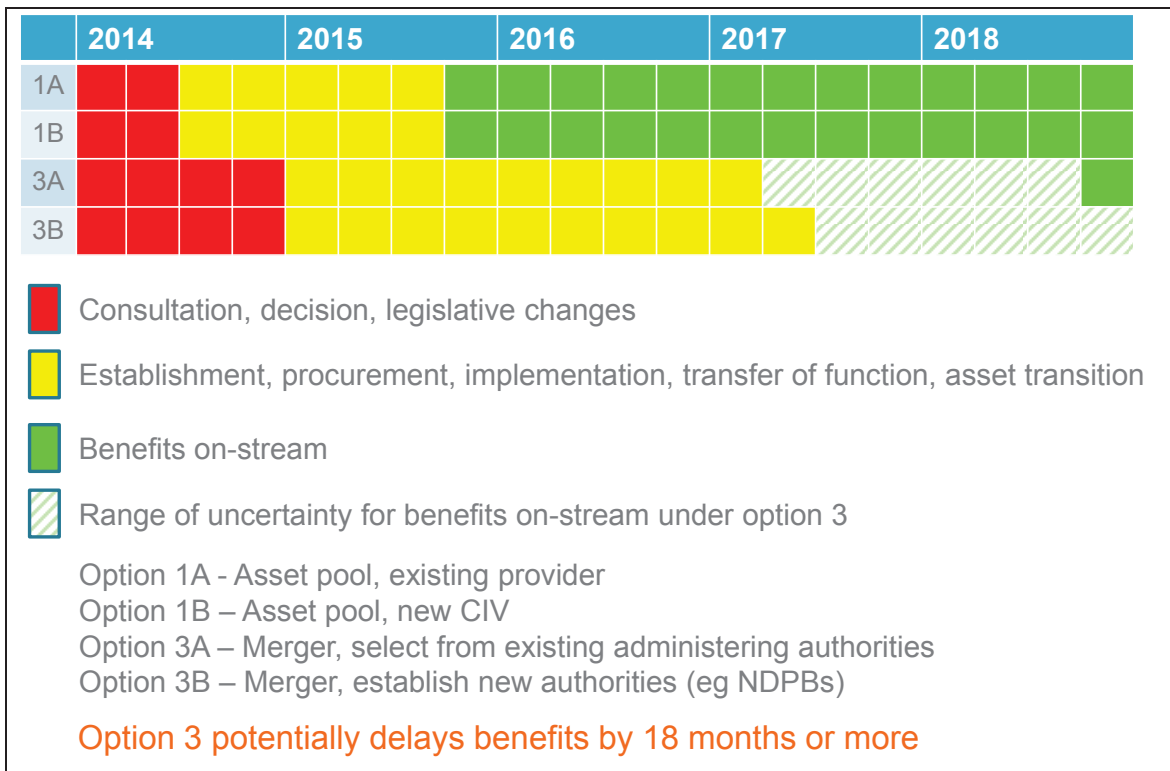 2014 2015 2016 2017 2018
1A
1B
3A
3B
Consultation, decision, legislative changes
Establishment, procurement, implementation, transfer of function, asset transition
Benefits on-stream
Range of uncertainty for benefits on-stream under option 3
Option 1A - Asset pool, existing provider
Option 1B – Asset pool, new CIV
Option 3A – Merger, select from existing administering authorities
Option 3B – Merger, establish new authorities (eg NDPBs)
Option 3 potentially delays benefits by 18 months or more